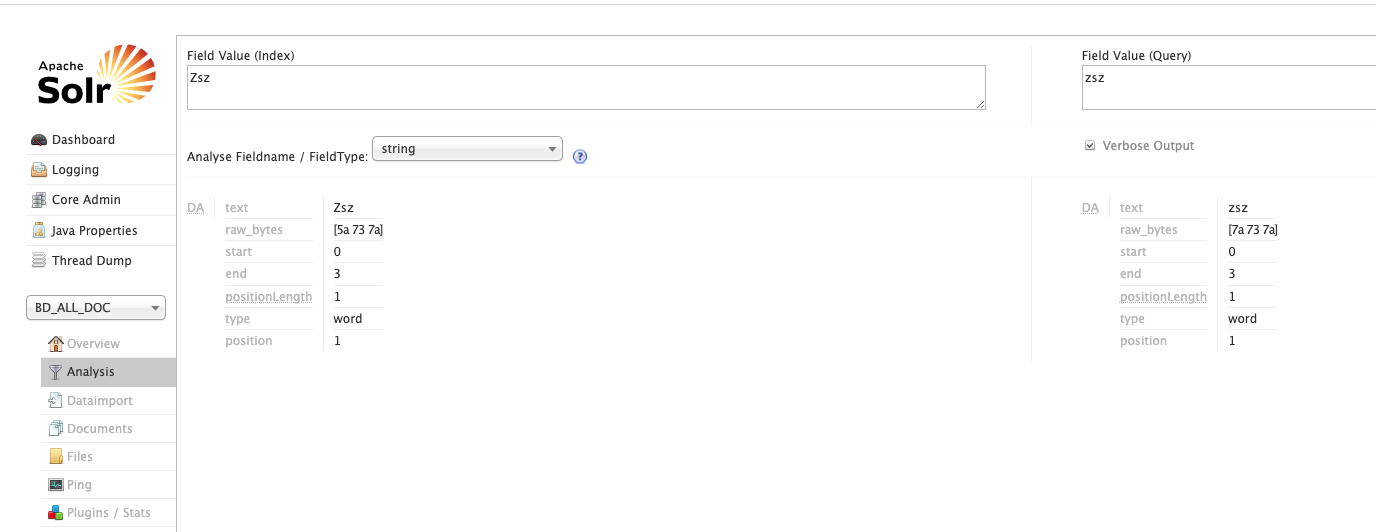 Apache
Solr
Dashboard
Logging
Core Admin
Java Properties
Thread Dump
BD_ALL_DOC
Overview
Analysis
Dataimport
Documents
Files
Ping
Plugins / Stats
Field Value (Index)
Zsz
Field Value (Query)
zsz
Analyse Fieldname / FieldType: string ?
Verbose Output
DA text Zsz
raw_bytes [5a 73 7a]
start 0
end 3
positionLength 1
type word
position 1
DA text zsz
raw_bytes [7a 73 7a]
start 0
end 3
positionLength 1
type word
position 1